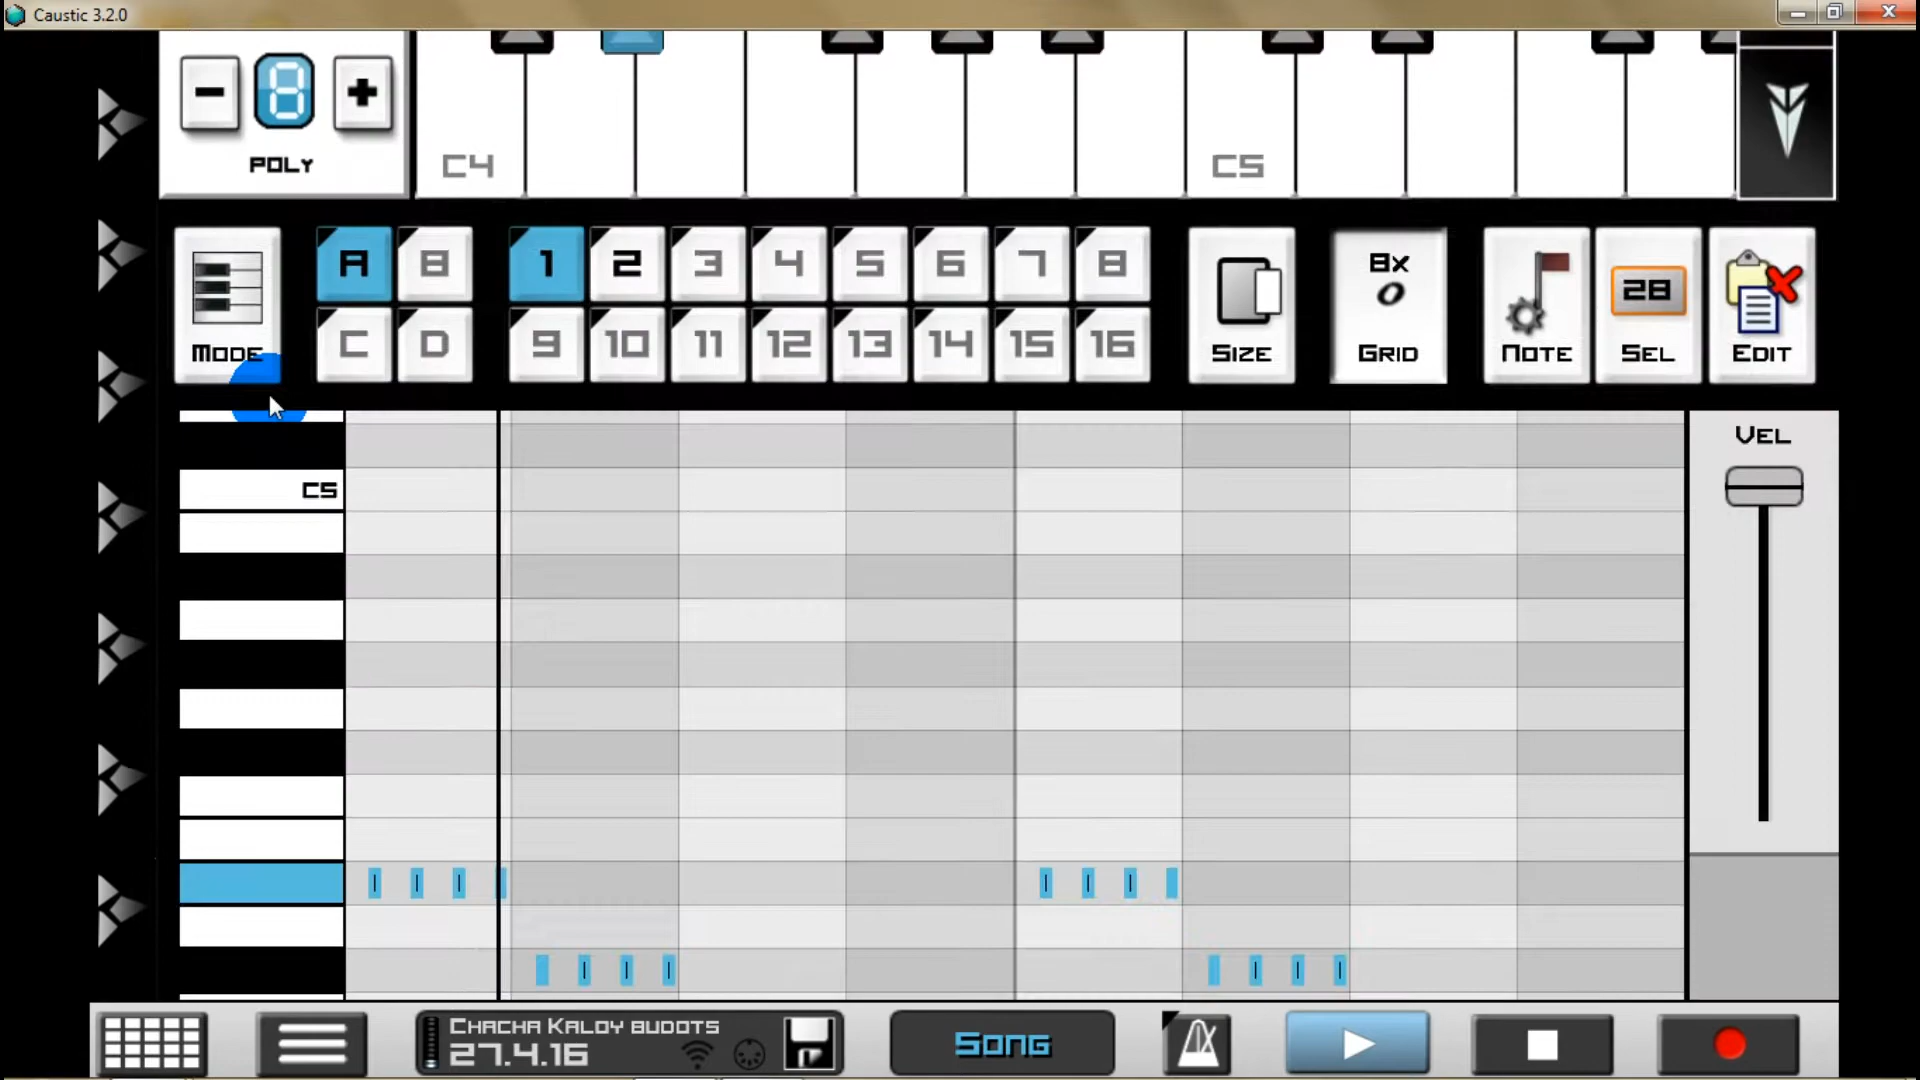 Caustic 3.2.0
8
POLY
C4
C5
MODE
A B
C D
1 2 3 4 5 6 7 8
9 10 11 12 13 14 15 16
SIZE
8x
GRID
NOTE
28
SEL
EDIT
VEL
C5
CHACHA KALOY BUDOTS
27.4.16
SONG